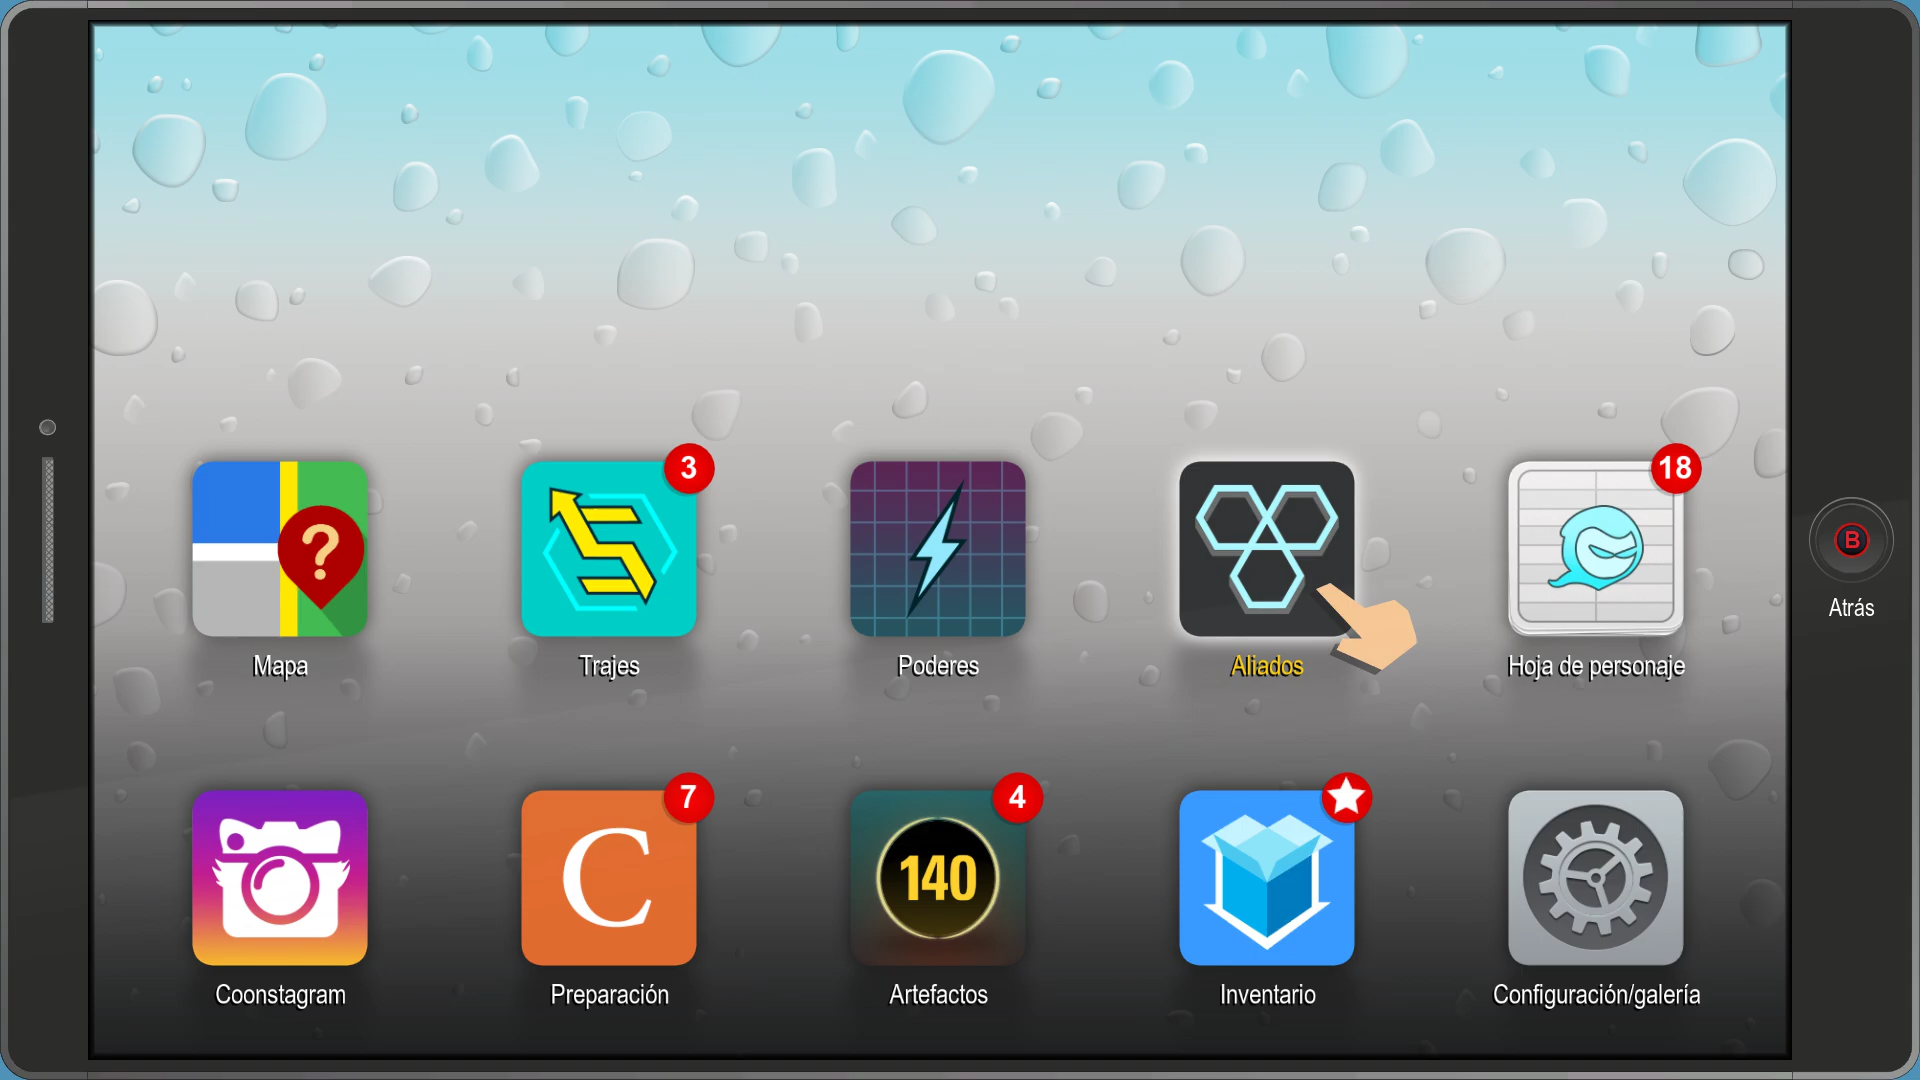 3
18
?
Mapa
Trajes
Poderes
Aliados
Hoja de personaje
B
Atrás
7
4
C
140
Coonstagram
Preparación
Artefactos
Inventario
Configuración/galería